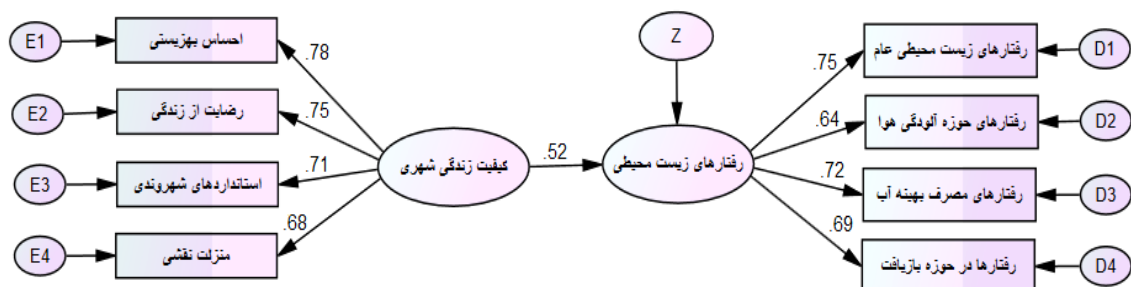 E1
احساس بهزیستی
.78
E2
رضایت از زندگی
.75
E3
استانداردهای شهروندی
.71
E4
منزلت نقشی
.68
کیفیت زندگی شهری
.52
Z
رفتارهای زیست محیطی
.75
رفتارهای زیست محیطی عام
D1
.64
رفتارهای حوزه آلودگی هوا
D2
.72
رفتارهای مصرف بهینه آب
D3
.69
رفتارها در حوزه بازیافت
D4